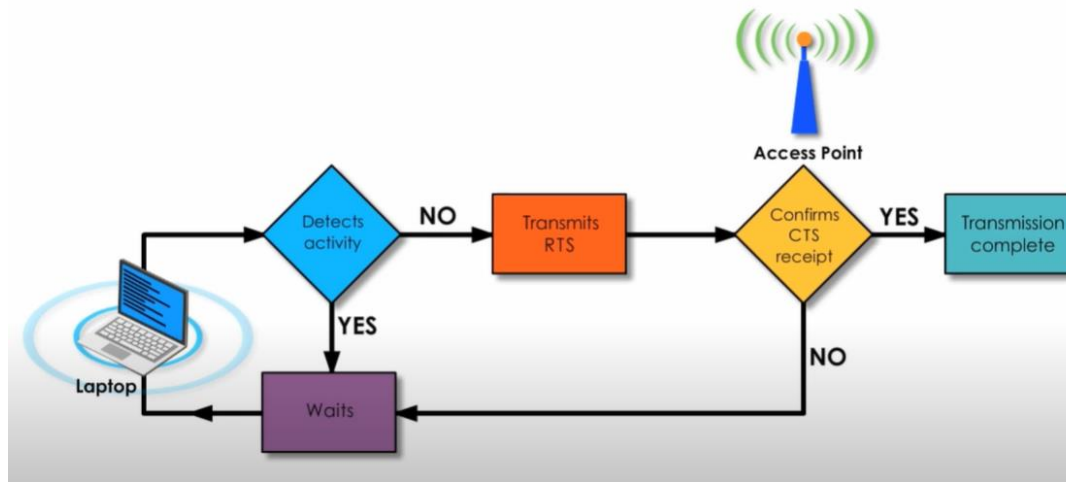 Access Point
Detects
activity
NO
Transmits
RTS
Confirms
CTS
receipt
YES
Transmission
complete
YES
NO
Laptop
Waits